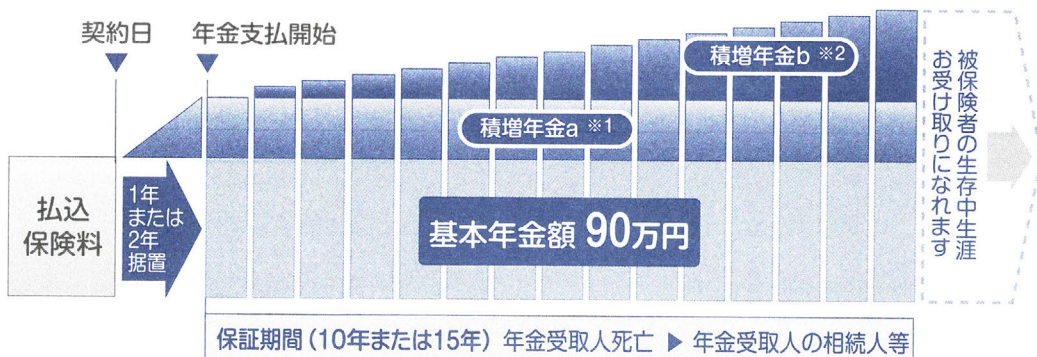 契約日
年金支払開始
積増年金b ※2
積増年金a ※1
払込
保険料
1年
または
2年
据置
基本年金額 90万円
被保険者の生存中生涯
お受け取りになれます
保証期間(10年または15年) 年金受取人死亡 ▶ 年金受取人の相続人等